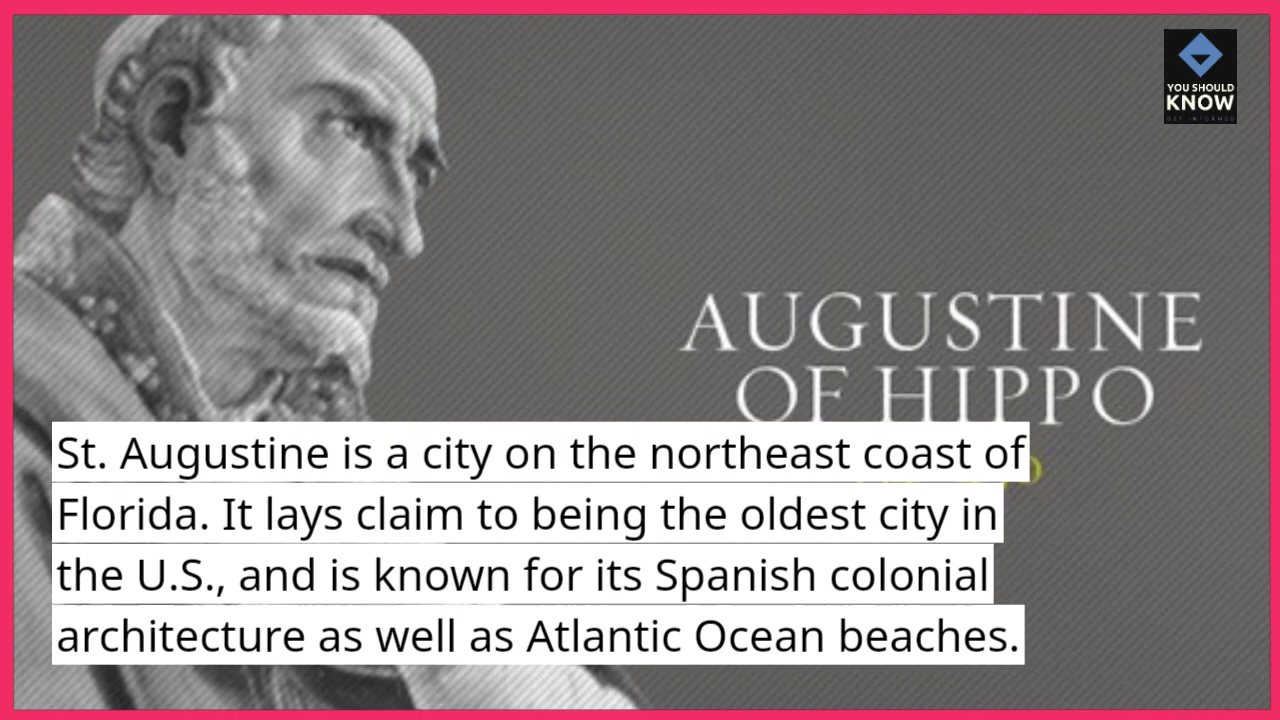 YOU SHOULD
KNOW
GET INFORMED
AUGUSTINE
OF HIPPO
St. Augustine is a city on the northeast coast of
Florida. It lays claim to being the oldest city in
the U.S., and is known for its Spanish colonial
architecture as well as Atlantic Ocean beaches.